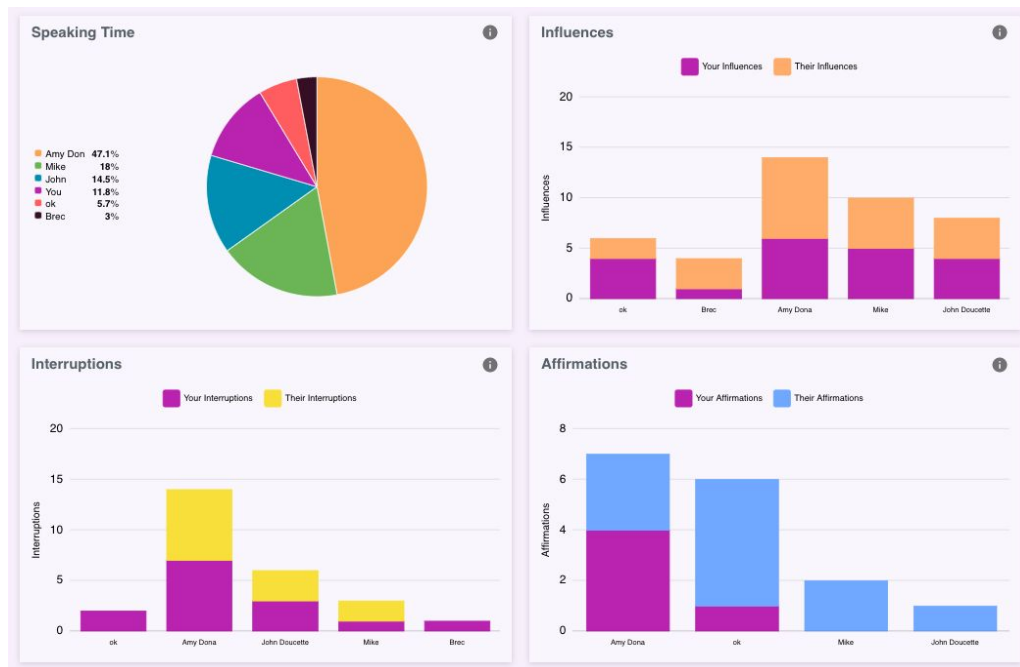 Speaking Time
Amy Don 47.1%
Mike 18%
John 14.5%
You 11.8%
ok 5.7%
Brec 3%
Influences
Your Influences Their Influences
20
15
10
5
0
Influences
ok Brec Amy Dona Mike John Doucette
Interruptions
Your Interruptions Their Interruptions
20
15
10
5
0
Interruptions
ok Amy Dona John Doucette Mike Brec
Affirmations
Your Affirmations Their Affirmations
8
6
4
2
0
Affirmations
Amy Dona ok Mike John Doucette